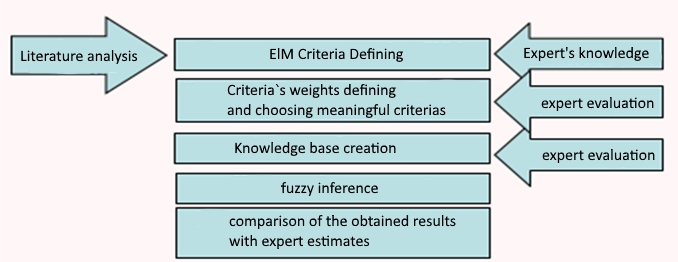 Literature analysis
ElM Criteria Defining
Expert's knowledge
Criteria`s weights defining
and choosing meaningful criterias
expert evaluation
Knowledge base creation
expert evaluation
fuzzy inference
comparison of the obtained results
with expert estimates